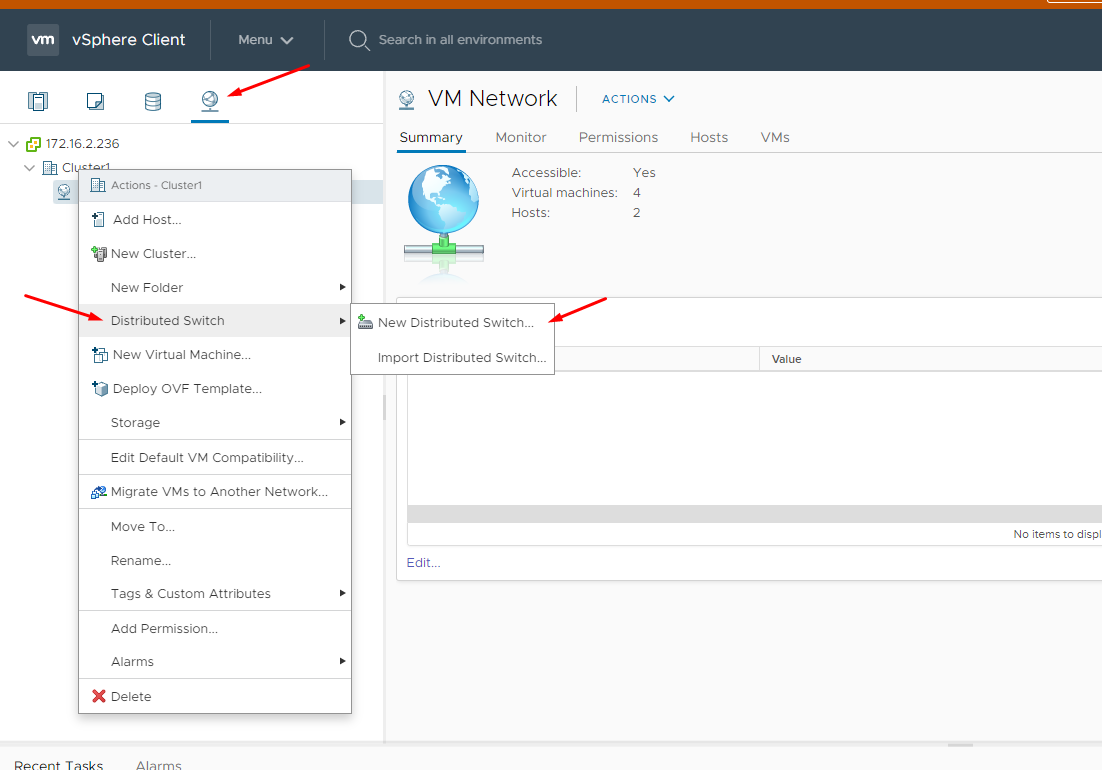 vm vSphere Client Menu Search in all environments
VM Network ACTIONS
172.16.2.236
Cluster1
Summary Monitor Permissions Hosts VMs
Accessible: Yes
Virtual machines: 4
Hosts: 2
Actions - Cluster1
Add Host...
New Cluster...
New Folder
Distributed Switch
New Virtual Machine...
Deploy OVF Template...
Storage
Edit Default VM Compatibility...
Migrate VMs to Another Network...
Move To...
Rename...
Tags & Custom Attributes
Add Permission...
Alarms
Delete
New Distributed Switch...
Import Distributed Switch...
Value
No items to displ
Edit...
Recent Tasks Alarms